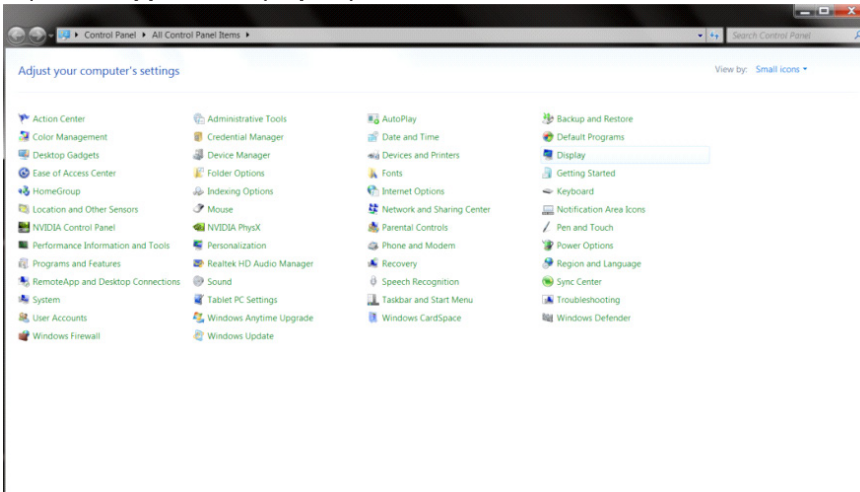 Control Panel All Control Panel Items Search Control Panel
Adjust your computer's settings View by: Small icons
Action Center Administrative Tools AutoPlay Backup and Restore
Color Management Credential Manager Date and Time Default Programs
Desktop Gadgets Device Manager Devices and Printers Display
Ease of Access Center Folder Options Fonts Getting Started
HomeGroup Indexing Options Internet Options Keyboard
Location and Other Sensors Mouse Network and Sharing Center Notification Area Icons
NVIDIA Control Panel NVIDIA PhysX Parental Controls Pen and Touch
Performance Information and Tools Personalization Phone and Modem Power Options
Programs and Features Realtek HD Audio Manager Recovery Region and Language
RemoteApp and Desktop Connections Sound Speech Recognition Sync Center
System Tablet PC Settings Taskbar and Start Menu Troubleshooting
User Accounts Windows Anytime Upgrade Windows CardSpace Windows Defender
Windows Firewall Windows Update